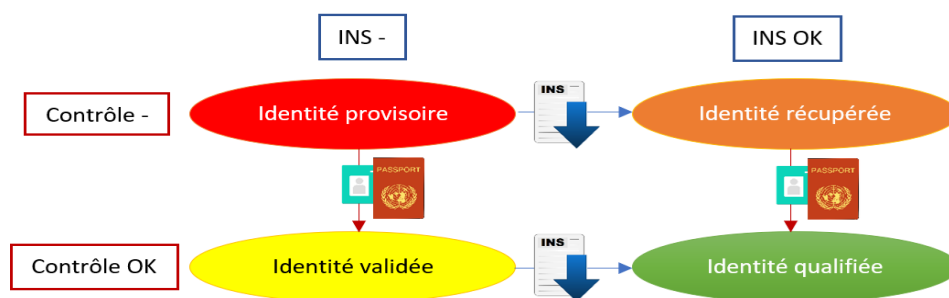 INS -
INS OK
Contrôle -
Identité provisoire
INS
Identité récupérée
PASSPORT
PASSPORT
Contrôle OK
Identité validée
INS
Identité qualifiée